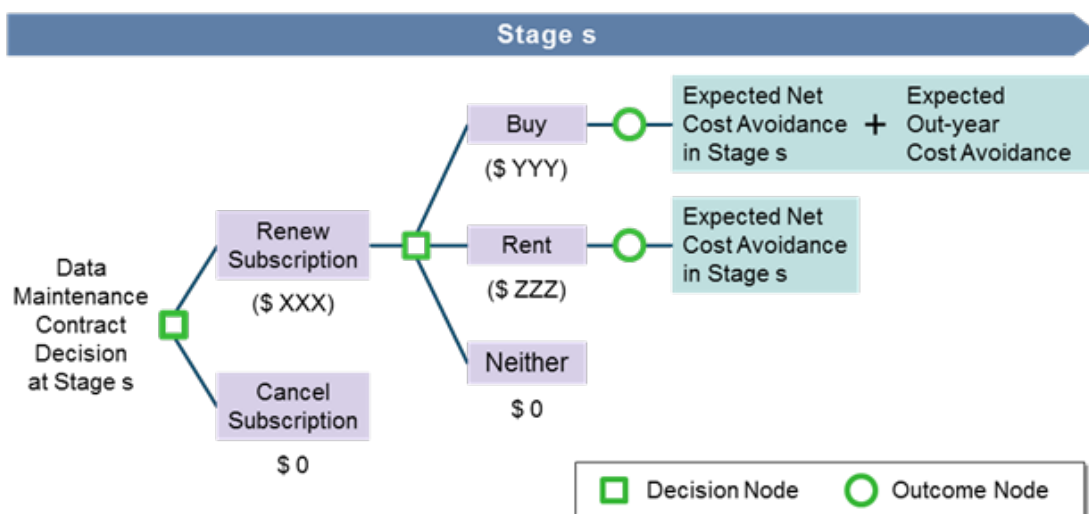 Stage s
Data
Maintenance
Contract
Decision
at Stage s
Renew
Subscription
($ XXX)
Cancel
Subscription
$ 0
Buy
($ YYY)
Rent
($ ZZZ)
Neither
$ 0
Expected Net
Cost Avoidance
in Stage s
+
Expected
Out-year
Cost Avoidance
Expected Net
Cost Avoidance
in Stage s
Decision Node
Outcome Node